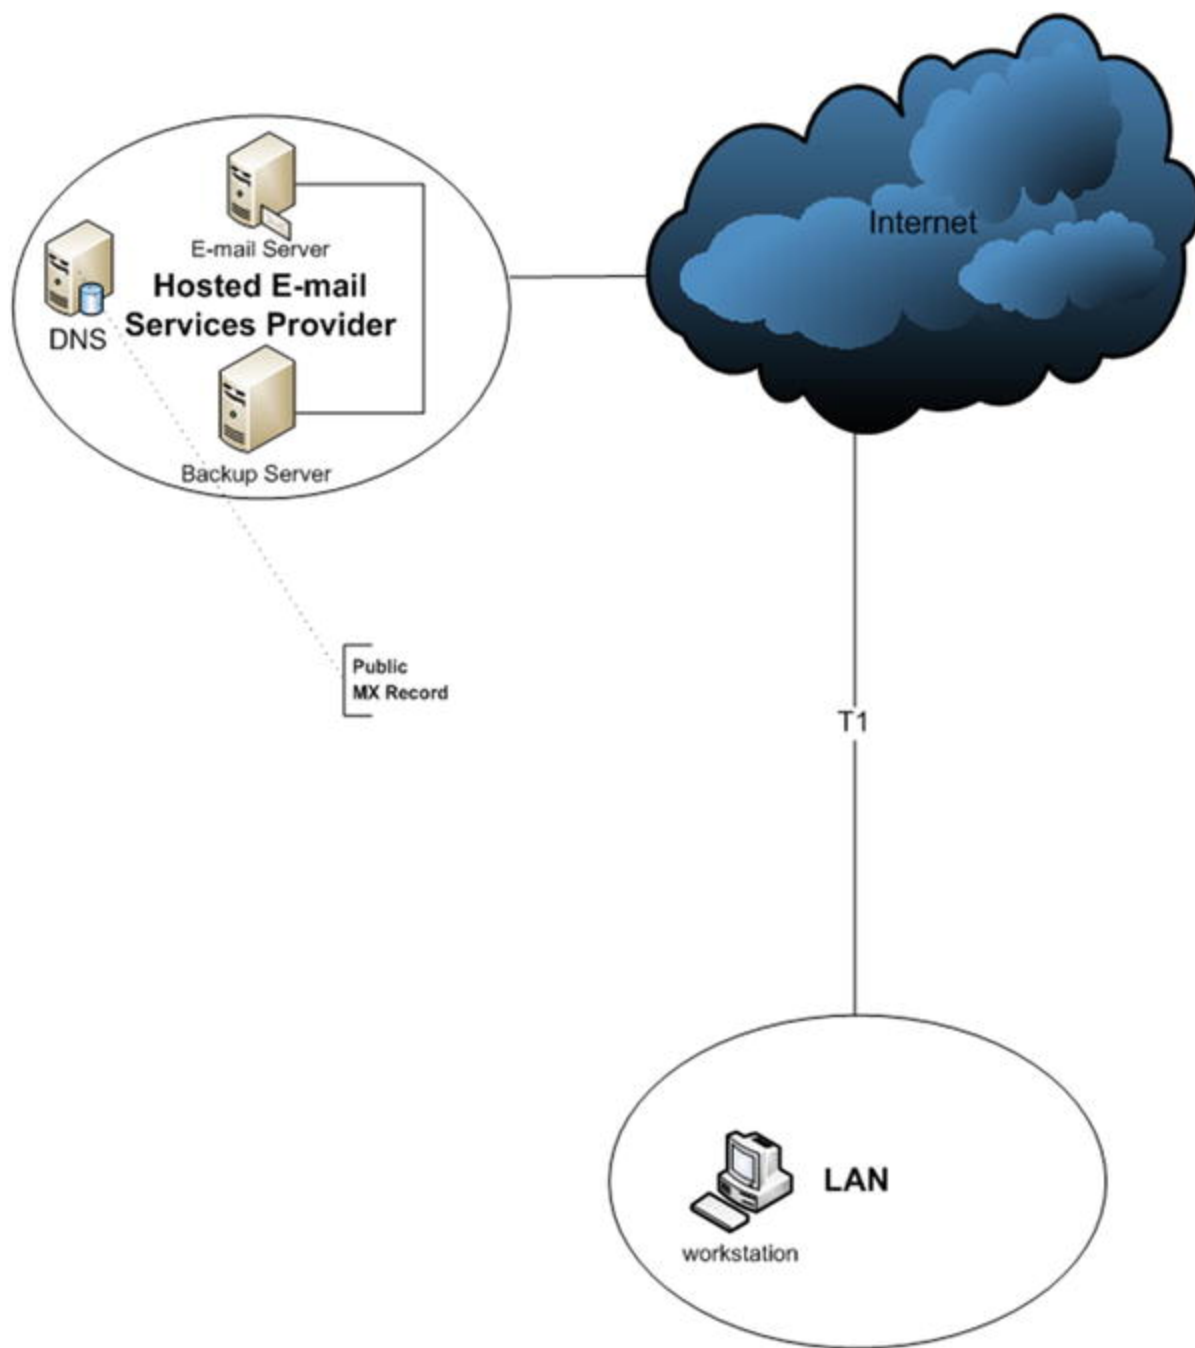 Internet
E-mail Server
Hosted E-mail
Services Provider
DNS
Backup Server
Public
MX Record
T1
LAN
workstation